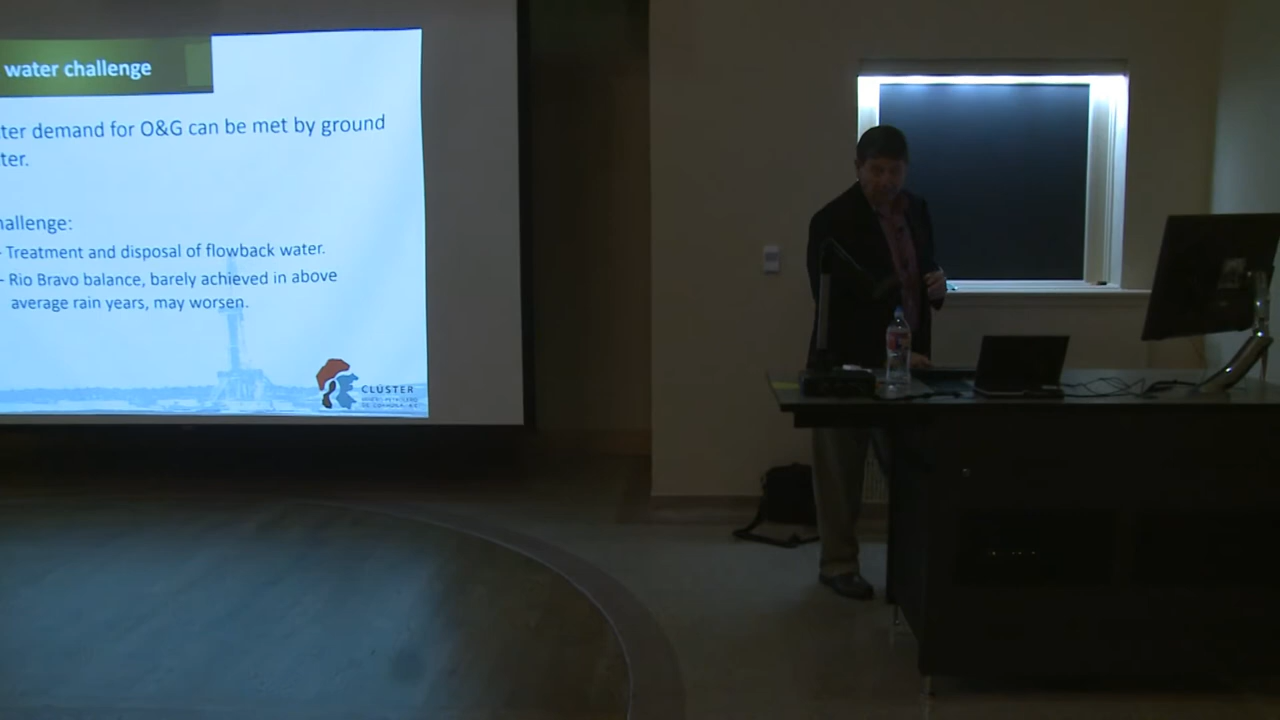 water challenge
ter demand for O&G can be met by ground
ter.
hallenge:
- Treatment and disposal of flowback water.
- Rio Bravo balance, barely achieved in above
average rain years, may worsen.
CLÚSTER